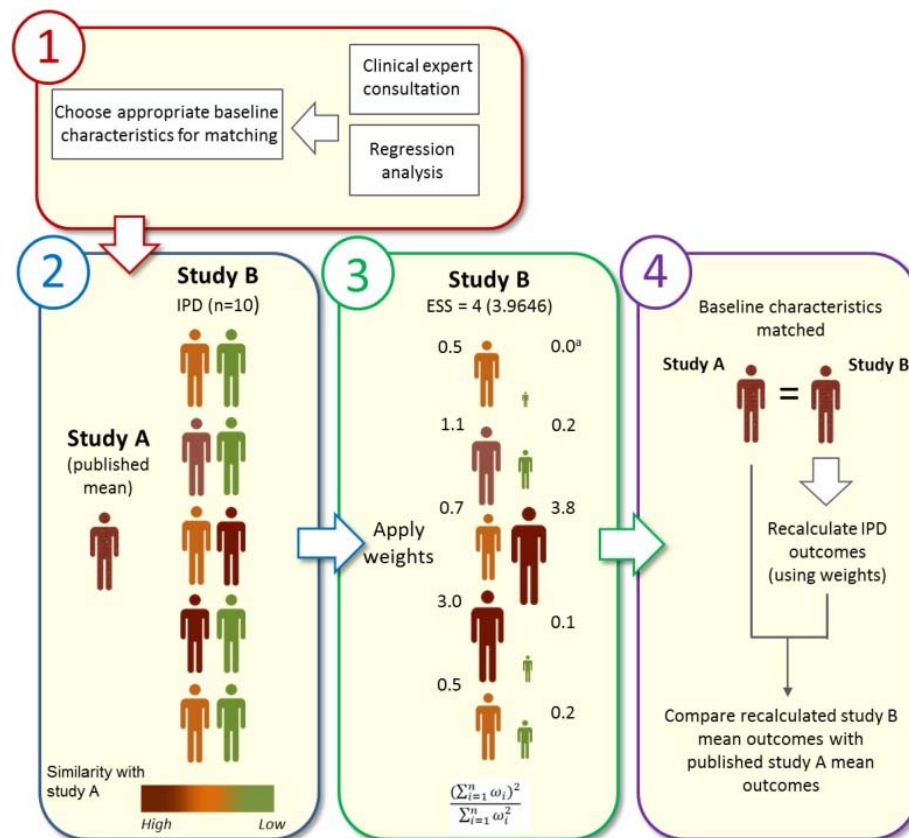 1
Clinical expert
consultation
Choose appropriate baseline
characteristics for matching
Regression
analysis
2
Study B
IPD (n=10)
Study A
(published
mean)
Similarity with
study A
High
Low
3
Study B
ESS = 4 (3.9646)
0.5
0.0ᵃ
1.1
0.2
0.7
3.8
Apply
weights
3.0
0.1
0.5
0.2
(∑ⁿᵢ₌₁ ωᵢ)²
∑ⁿᵢ₌₁ ωᵢ²
4
Baseline characteristics
matched
Study A
Study B
=
Recalculate IPD
outcomes
(using weights)
Compare recalculated study B
mean outcomes with
published study A mean
outcomes